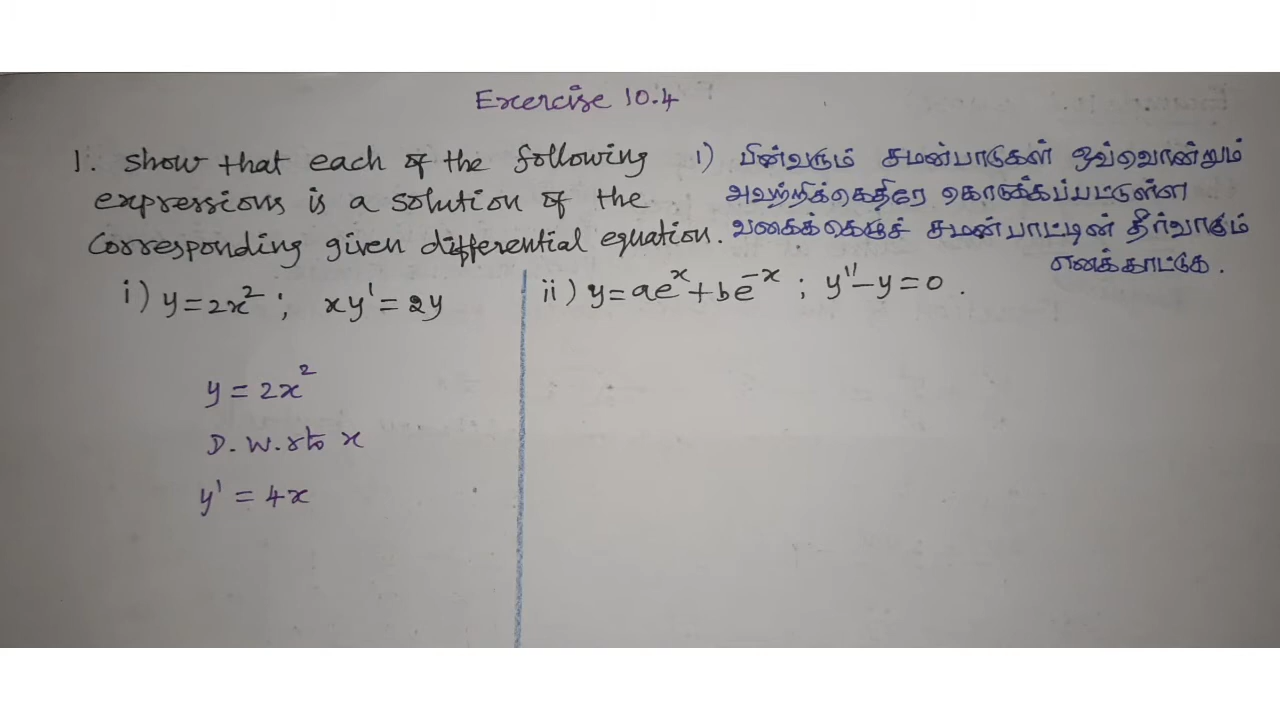 Exercise 10.4
1. show that each of the following
expressions is a solution of the
corresponding given differential equation.
1) பின்வரும் சமன்பாடுகள் ஒவ்வொன்றும்
அவற்றிக்கெதிரே கொடுக்கப்பட்டுள்ள
வகைக்கெழுச் சமன்பாட்டின் தீர்வாகும்
எனக்காட்டுக.
i) y = 2x² ; xy' = 2y
ii) y = aeˣ + be⁻ˣ ; y'' - y = 0 .
y = 2x²
D. W. r to x
y' = 4x